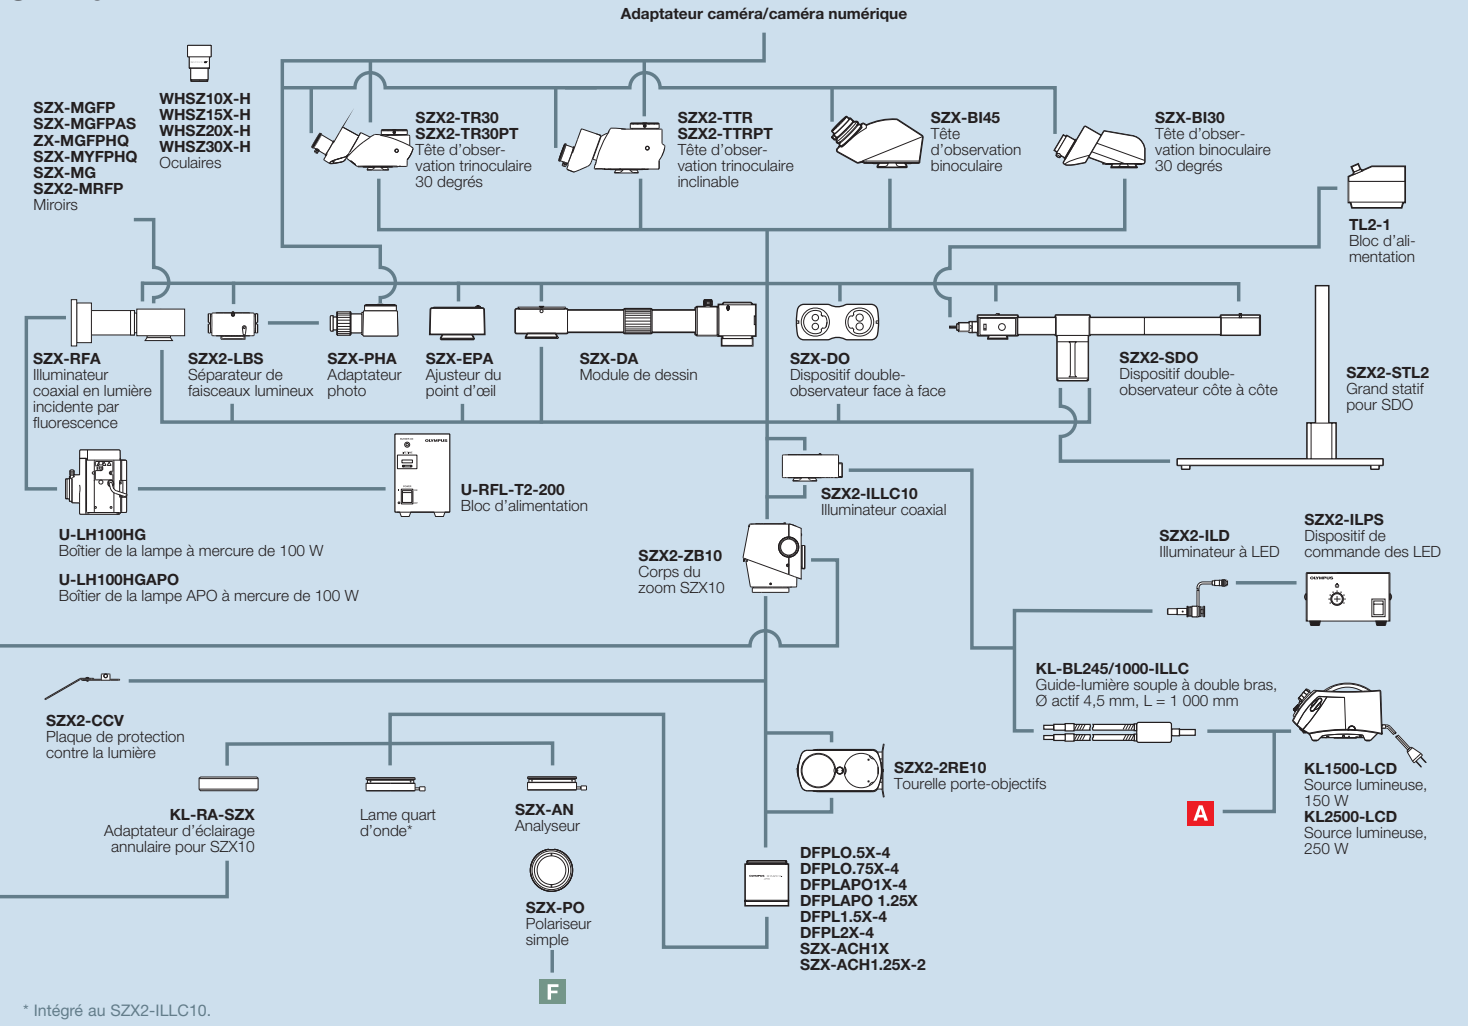 Adaptateur caméra/caméra numérique
SZX-MGFP
SZX-MGFPAS
ZX-MGFPHQ
SZX-MYFPHQ
SZX-MG
SZX2-MRFP
Miroirs
WHSZ10X-H
WHSZ15X-H
WHSZ20X-H
WHSZ30X-H
Oculaires
SZX2-TR30
SZX2-TR30PT
Tête d'obser-
vation trinoculaire
30 degrés
SZX2-TTR
SZX2-TTRPT
Tête d'obser-
vation trinoculaire
inclinable
SZX-BI45
Tête
d'observation
binoculaire
SZX-BI30
Tête d'obser-
vation binoculaire
30 degrés
TL2-1
Bloc d'ali-
mentation
SZX-RFA
Illuminateur
coaxial en lumière
incidente par
fluorescence
SZX2-LBS
Séparateur de
faisceaux lumineux
SZX-PHA
Adaptateur
photo
SZX-EPA
Ajusteur du
point d'œil
SZX-DA
Module de dessin
SZX-DO
Dispositif double-
observateur face à face
SZX2-SDO
Dispositif double-
observateur côte à côte
SZX2-STL2
Grand statif
pour SDO
OLYMPUS
U-RFL-T2-200
Bloc d'alimentation
SZX2-ILLC10
Illuminateur coaxial
U-LH100HG
Boîtier de la lampe à mercure de 100 W
U-LH100HGAPO
Boîtier de la lampe APO à mercure de 100 W
SZX2-ZB10
Corps du
zoom SZX10
SZX2-ILD
Illuminateur à LED
SZX2-ILPS
Dispositif de
commande des LED
OLYMPUS
KL-BL245/1000-ILLC
Guide-lumière souple à double bras,
Ø actif 4,5 mm, L = 1 000 mm
SZX2-CCV
Plaque de protection
contre la lumière
SZX2-2RE10
Tourelle porte-objectifs
KL1500-LCD
Source lumineuse,
150 W
KL2500-LCD
Source lumineuse,
250 W
A
KL-RA-SZX
Adaptateur d'éclairage
annulaire pour SZX10
Lame quart
d'onde*
SZX-AN
Analyseur
SZX-PO
Polariseur
simple
F
DFPLO.5X-4
DFPLO.75X-4
DFPLAPO1X-4
DFPLAPO 1.25X
DFPL1.5X-4
DFPL2X-4
SZX-ACH1X
SZX-ACH1.25X-2
* Intégré au SZX2-ILLC10.